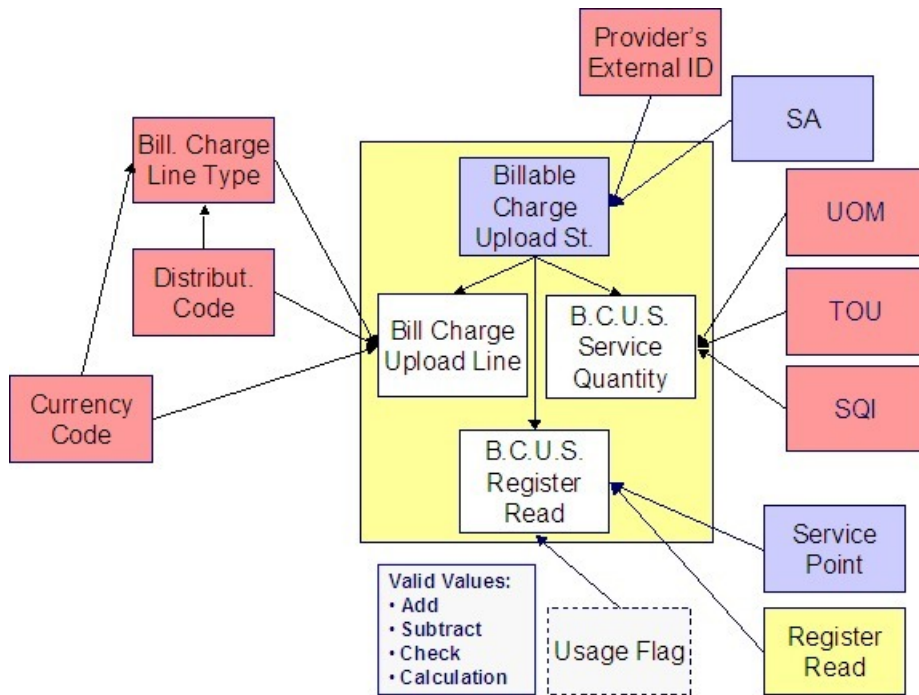 Provider's
External ID
SA
Bill. Charge
Line Type
Billable
Charge
Upload St.
UOM
Distribut.
Code
TOU
Bill Charge
Upload Line
B.C.U.S.
Service
Quantity
Currency
Code
SQI
B.C.U.S.
Register
Read
Service
Point
Valid Values:
• Add
• Subtract
• Check
• Calculation
Usage Flag
Register
Read